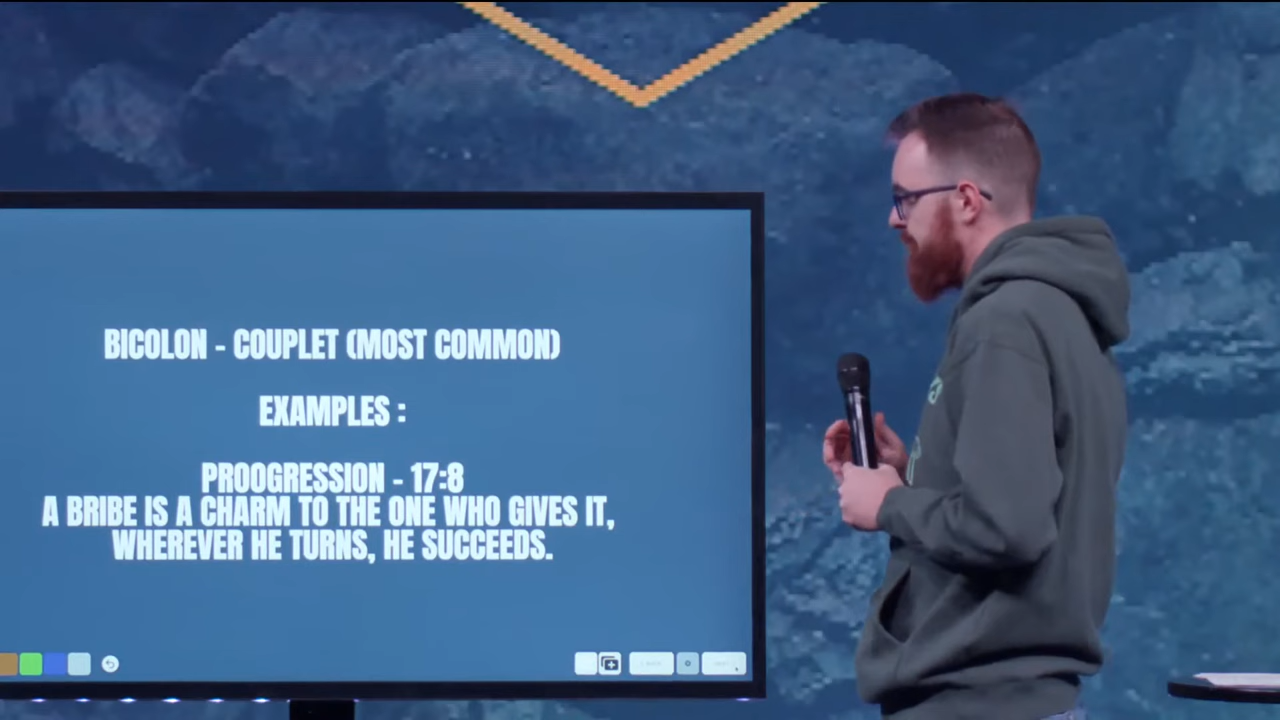 BICOLON - COUPLET (MOST COMMON)
EXAMPLES :
PROOGRESSION - 17:8
A BRIBE IS A CHARM TO THE ONE WHO GIVES IT,
WHEREVER HE TURNS, HE SUCCEEDS.